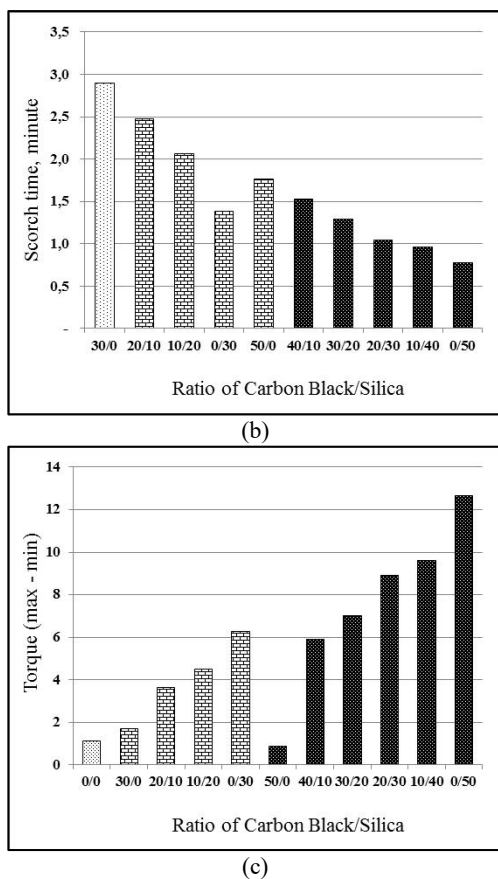 3,5
3,0
2,5
2,0
1,5
1,0
0,5
-
Scorch time, minute
30/0 20/10 10/20 0/30 50/0 40/10 30/20 20/30 10/40 0/50
Ratio of Carbon Black/Silica
(b)
14
12
10
8
6
4
2
0
Torque (max - min)
0/0 30/0 20/10 10/20 0/30 50/0 40/10 30/20 20/30 10/40 0/50
Ratio of Carbon Black/Silica
(c)